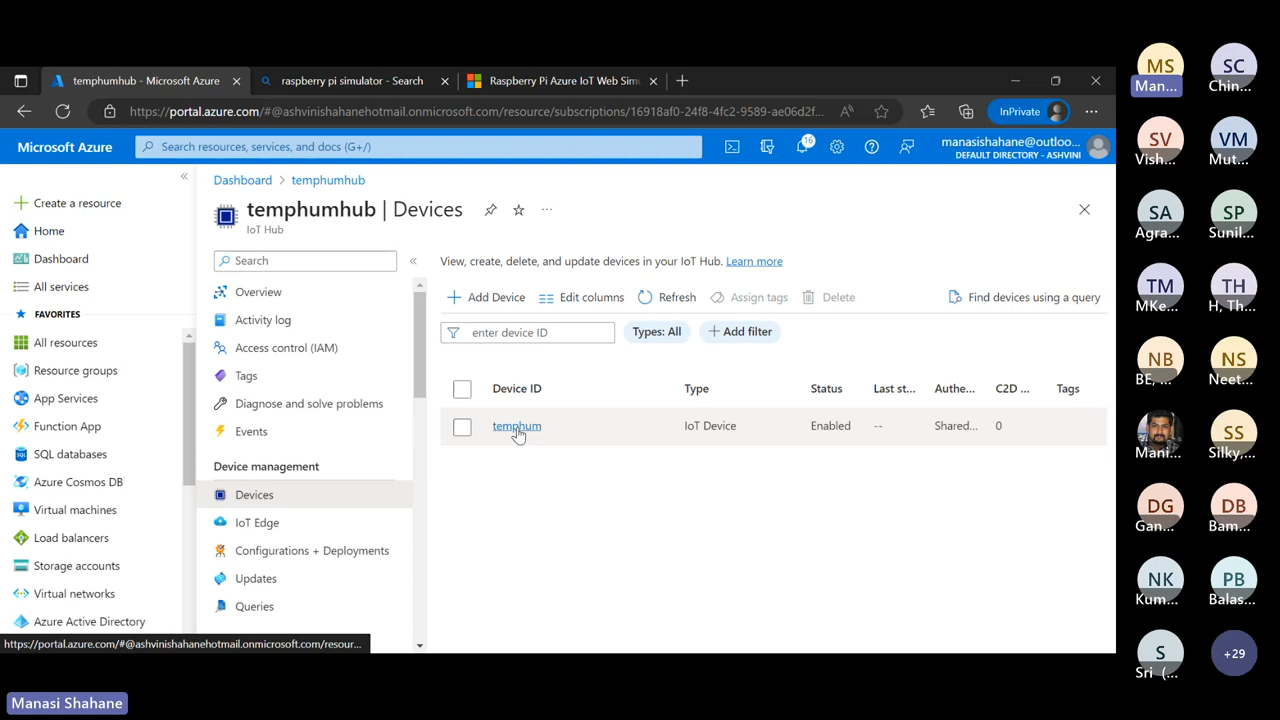 temphumhub - Microsoft Azure
raspberry pi simulator - Search
Raspberry Pi Azure IoT Web Sim
https://portal.azure.com/#@ashvinishahanehotmail.onmicrosoft.com/resource/subscriptions/16918af0-24f8-4fc2-9589-ae06d2f...
InPrivate
Microsoft Azure
Search resources, services, and docs (G+/)
16
manasishahane@outloo...
DEFAULT DIRECTORY - ASHVINI
Create a resource
Home
Dashboard
All services
FAVORITES
All resources
Resource groups
App Services
Function App
SQL databases
Azure Cosmos DB
Virtual machines
Load balancers
Storage accounts
Virtual networks
Azure Active Directory
https://portal.azure.com/#@ashvinishahanehotmail.onmicrosoft.com/resour...
Dashboard > temphumhub
temphumhub | Devices
IoT Hub
Search
Overview
Activity log
Access control (IAM)
Tags
Diagnose and solve problems
Events
Device management
Devices
IoT Edge
Configurations + Deployments
Updates
Queries
View, create, delete, and update devices in your IoT Hub. Learn more
Add Device
Edit columns
Refresh
Assign tags
Delete
Find devices using a query
enter device ID
Types: All
Add filter
Device ID Type Status Last st... Authe... C2D ... Tags
temphum IoT Device Enabled -- Shared... 0
MS
Man...
SC
Chin...
SV
Vish...
VM
Mut...
SA
Agra...
SP
Sunil...
TM
MKe...
TH
H, Th...
NB
BE, ...
NS
Neet...
Mani...
SS
Silky,...
DG
Gan...
DB
Bam...
NK
Kum...
PB
Balas...
S
Sri (...
+29
Manasi Shahane